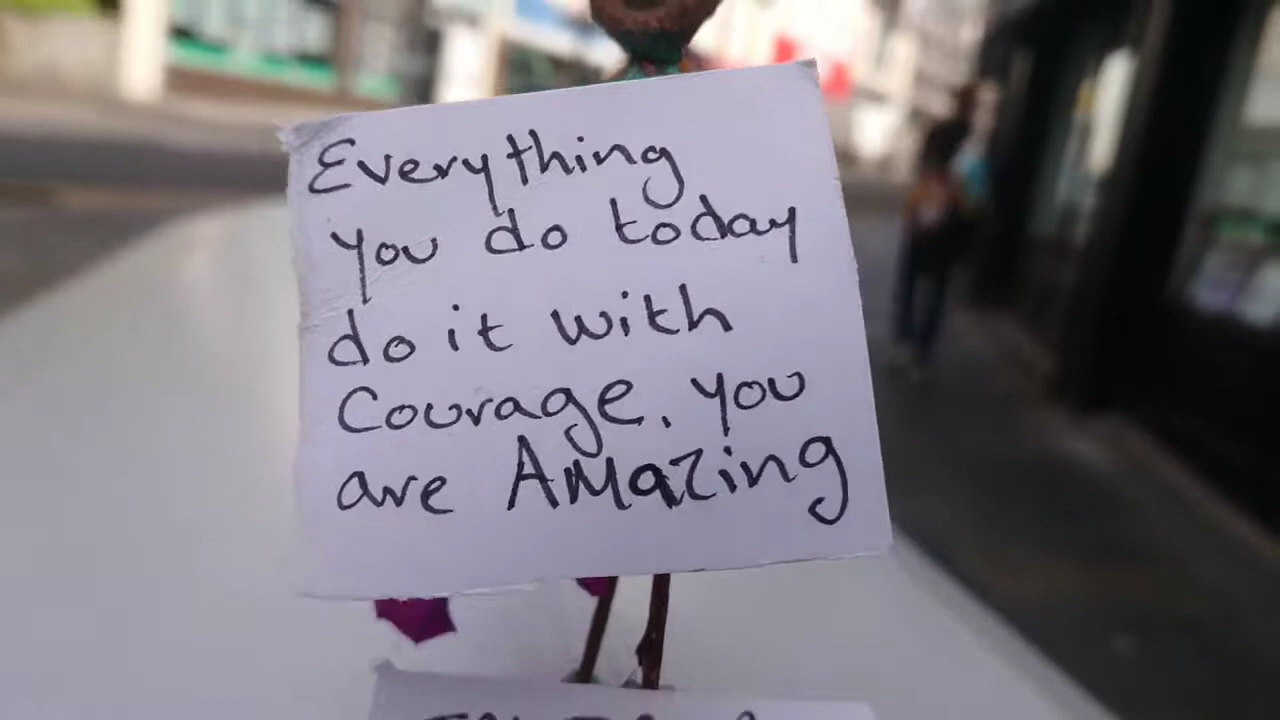 Everything
you do today
do it with
Courage. you
are AMazing